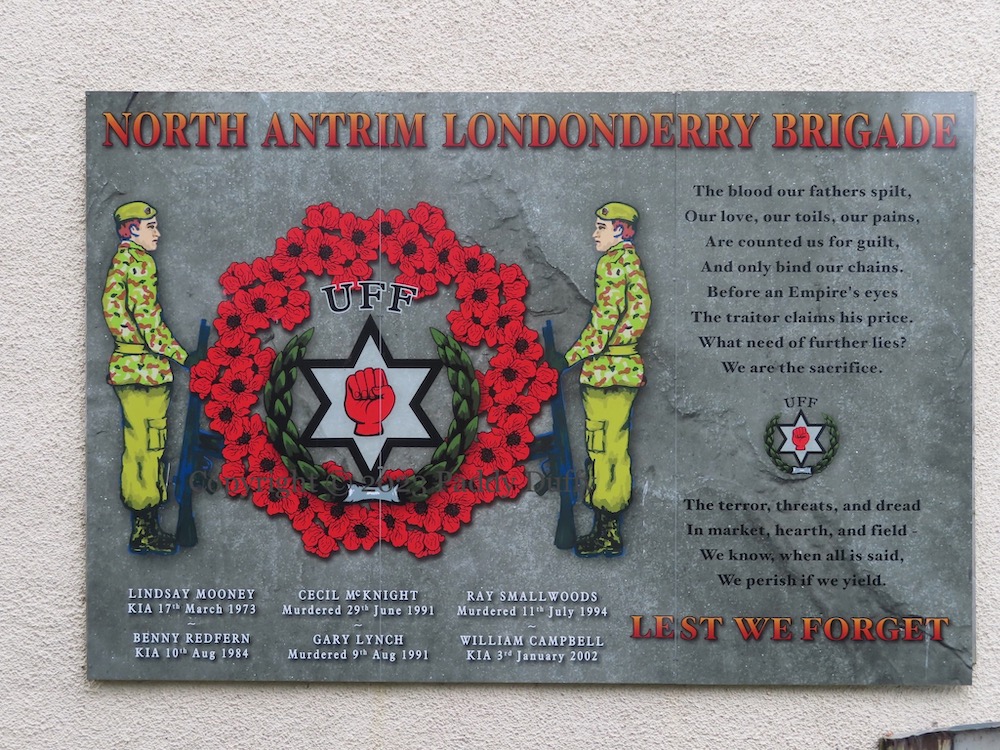 NORTH ANTRIM LONDONDERRY BRIGADE
UFF
The blood our fathers spilt,
Our love, our toils, our pains,
Are counted us for guilt,
And only bind our chains.
Before an Empire's eyes
The traitor claims his price.
What need of further lies?
We are the sacrifice.
UFF
The terror, threats, and dread
In market, hearth, and field -
We know, when all is said,
We perish if we yield.
LEST WE FORGET
LINDSAY MOONEY
KIA 17th March 1973
~
BENNY REDFERN
KIA 10th Aug 1984
CECIL McKNIGHT
Murdered 29th June 1991
~
GARY LYNCH
Murdered 9th Aug 1991
RAY SMALLWOODS
Murdered 11th July 1994
~
WILLIAM CAMPBELL
KIA 3rd January 2002
Copyright © 2023 Paddy Duffy